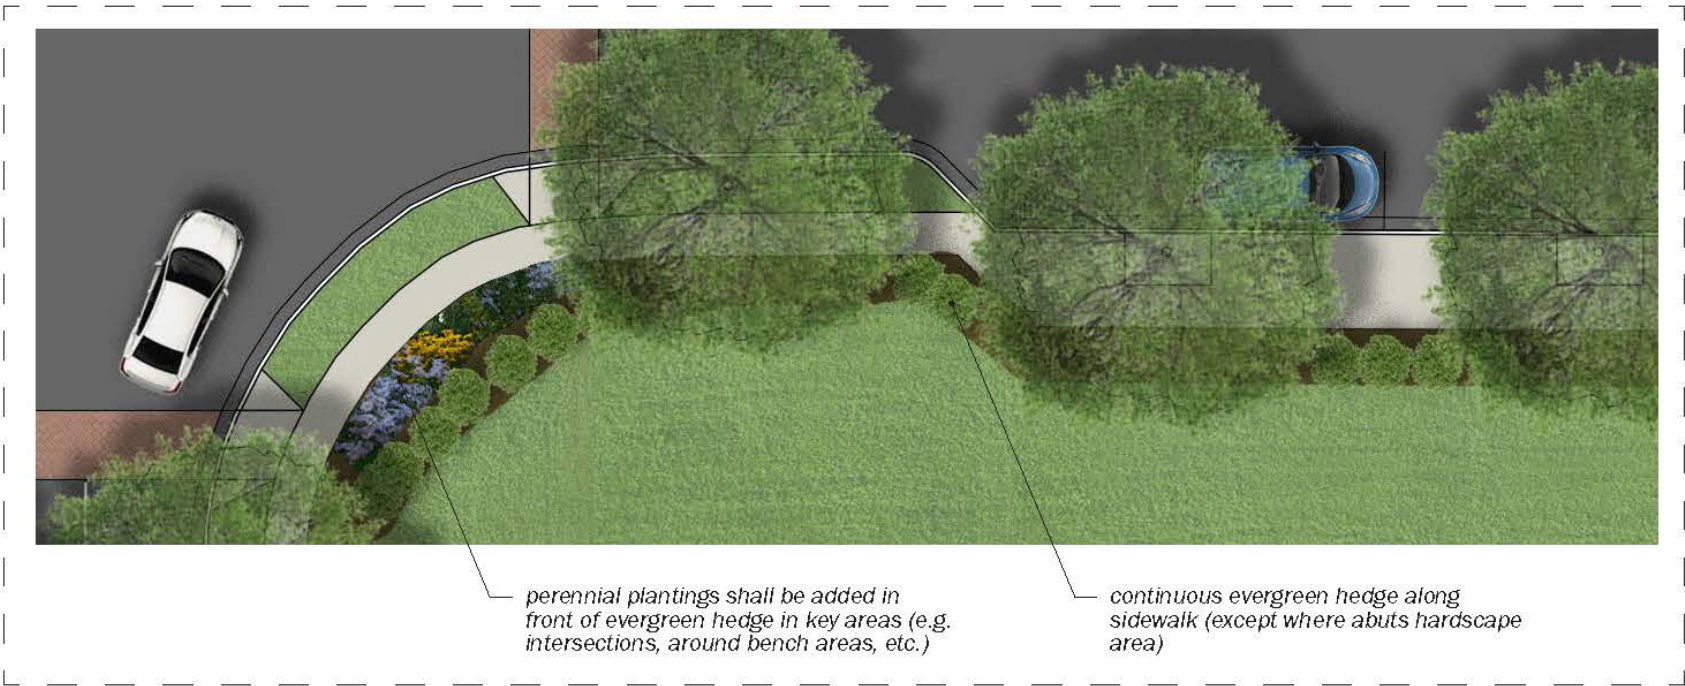 perennial plantings shall be added in
front of evergreen hedge in key areas (e.g.
intersections, around bench areas, etc.)
continuous evergreen hedge along
sidewalk (except where abuts hardscape
area)